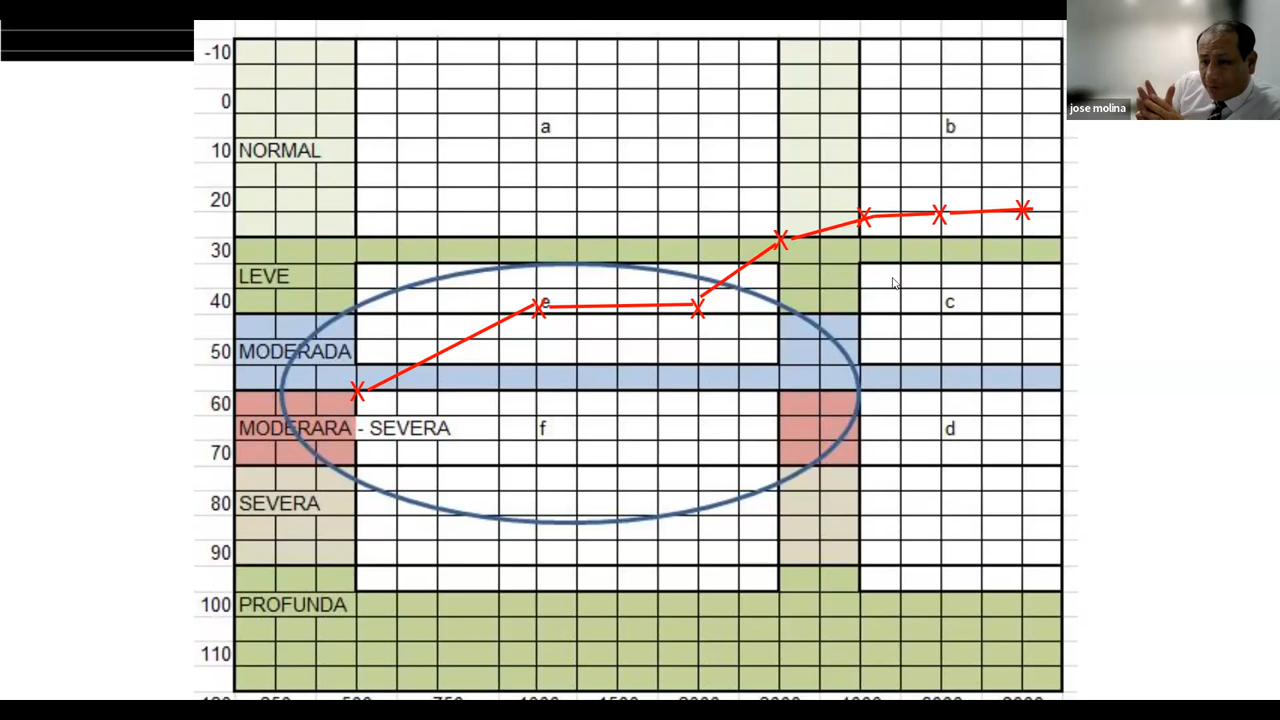 jose molina
-10
0
a b
10 NORMAL
20
30
LEVE
40 e c
50 MODERADA
60
MODERARA - SEVERA f d
70
80 SEVERA
90
100 PROFUNDA
110